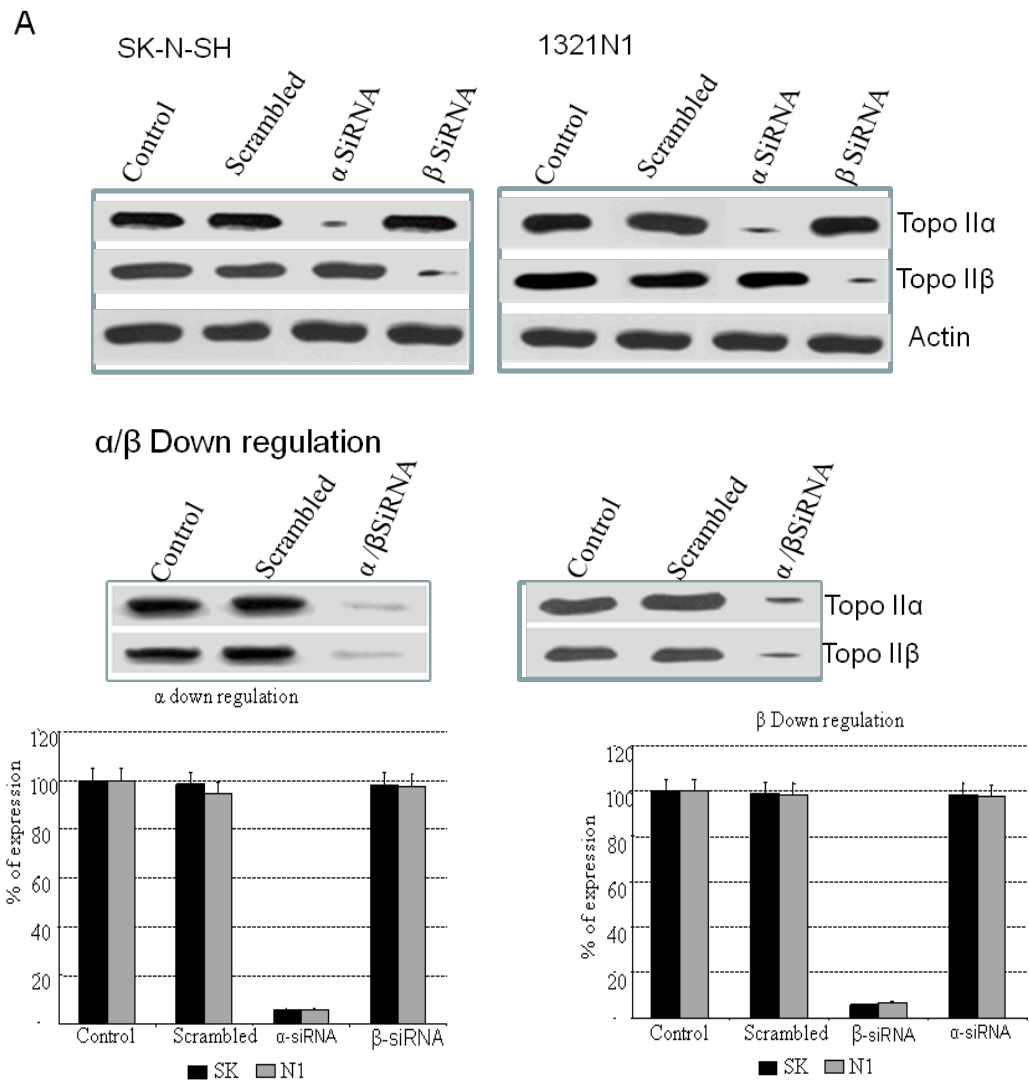 A
SK-N-SH
1321N1
Control Scrambled α SiRNA β SiRNA
Control Scrambled α SiRNA β SiRNA
Topo IIα
Topo IIβ
Actin
α/β Down regulation
Control Scrambled α/βSiRNA
Control Scrambled α/βSiRNA
Topo IIα
Topo IIβ
α down regulation
% of expression
120
100
80
60
40
20
-
Control Scrambled α-siRNA β-siRNA
SK N1
β Down regulation
% of expression
120
100
80
60
40
20
-
Control Scrambled β-siRNA α-siRNA
SK N1